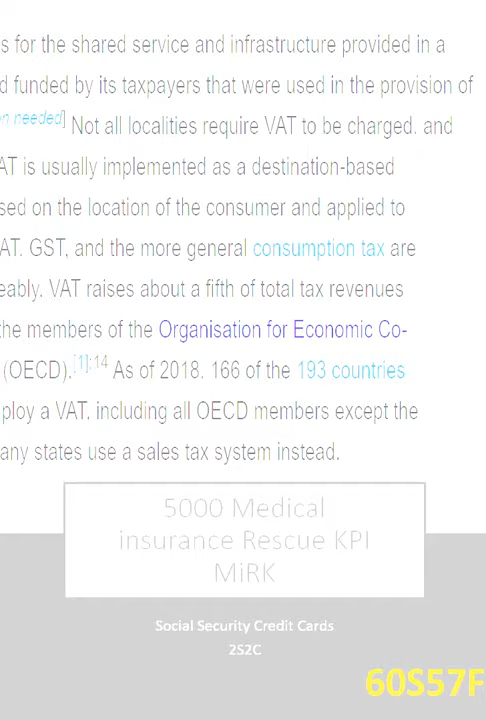 s for the shared service and infrastructure provided in a
d funded by its taxpayers that were used in the provision of
on needed] Not all localities require VAT to be charged. and
AT is usually implemented as a destination-based
sed on the location of the consumer and applied to
AT. GST, and the more general consumption tax are
eably. VAT raises about a fifth of total tax revenues
the members of the Organisation for Economic Co-
(OECD).[1]:14 As of 2018. 166 of the 193 countries
ploy a VAT. including all OECD members except the
any states use a sales tax system instead.
5000 Medical
insurance Rescue KPI
MiRK
Social Security Credit Cards
2S2C
60S57F